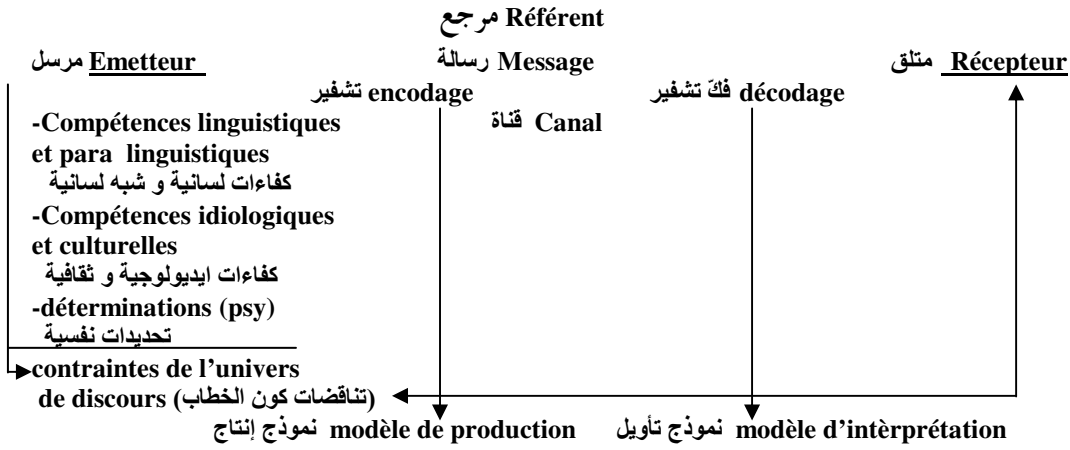 Référent مرجع
Emetteur مرسل Message رسالة Récepteur متلق
encodage تشفير décodage فكّ تشفير
-Compétences linguistiques Canal قناة
et para linguistiques
كفاءات لسانية و شبه لسانية
-Compétences idiologiques
et culturelles
كفاءات ايديولوجية و ثقافية
-déterminations (psy)
تحديدات نفسية
contraintes de l’univers
de discours (تناقضات كون الخطاب)
modèle de production نموذج إنتاج modèle d’intèrprétation نموذج تأويل